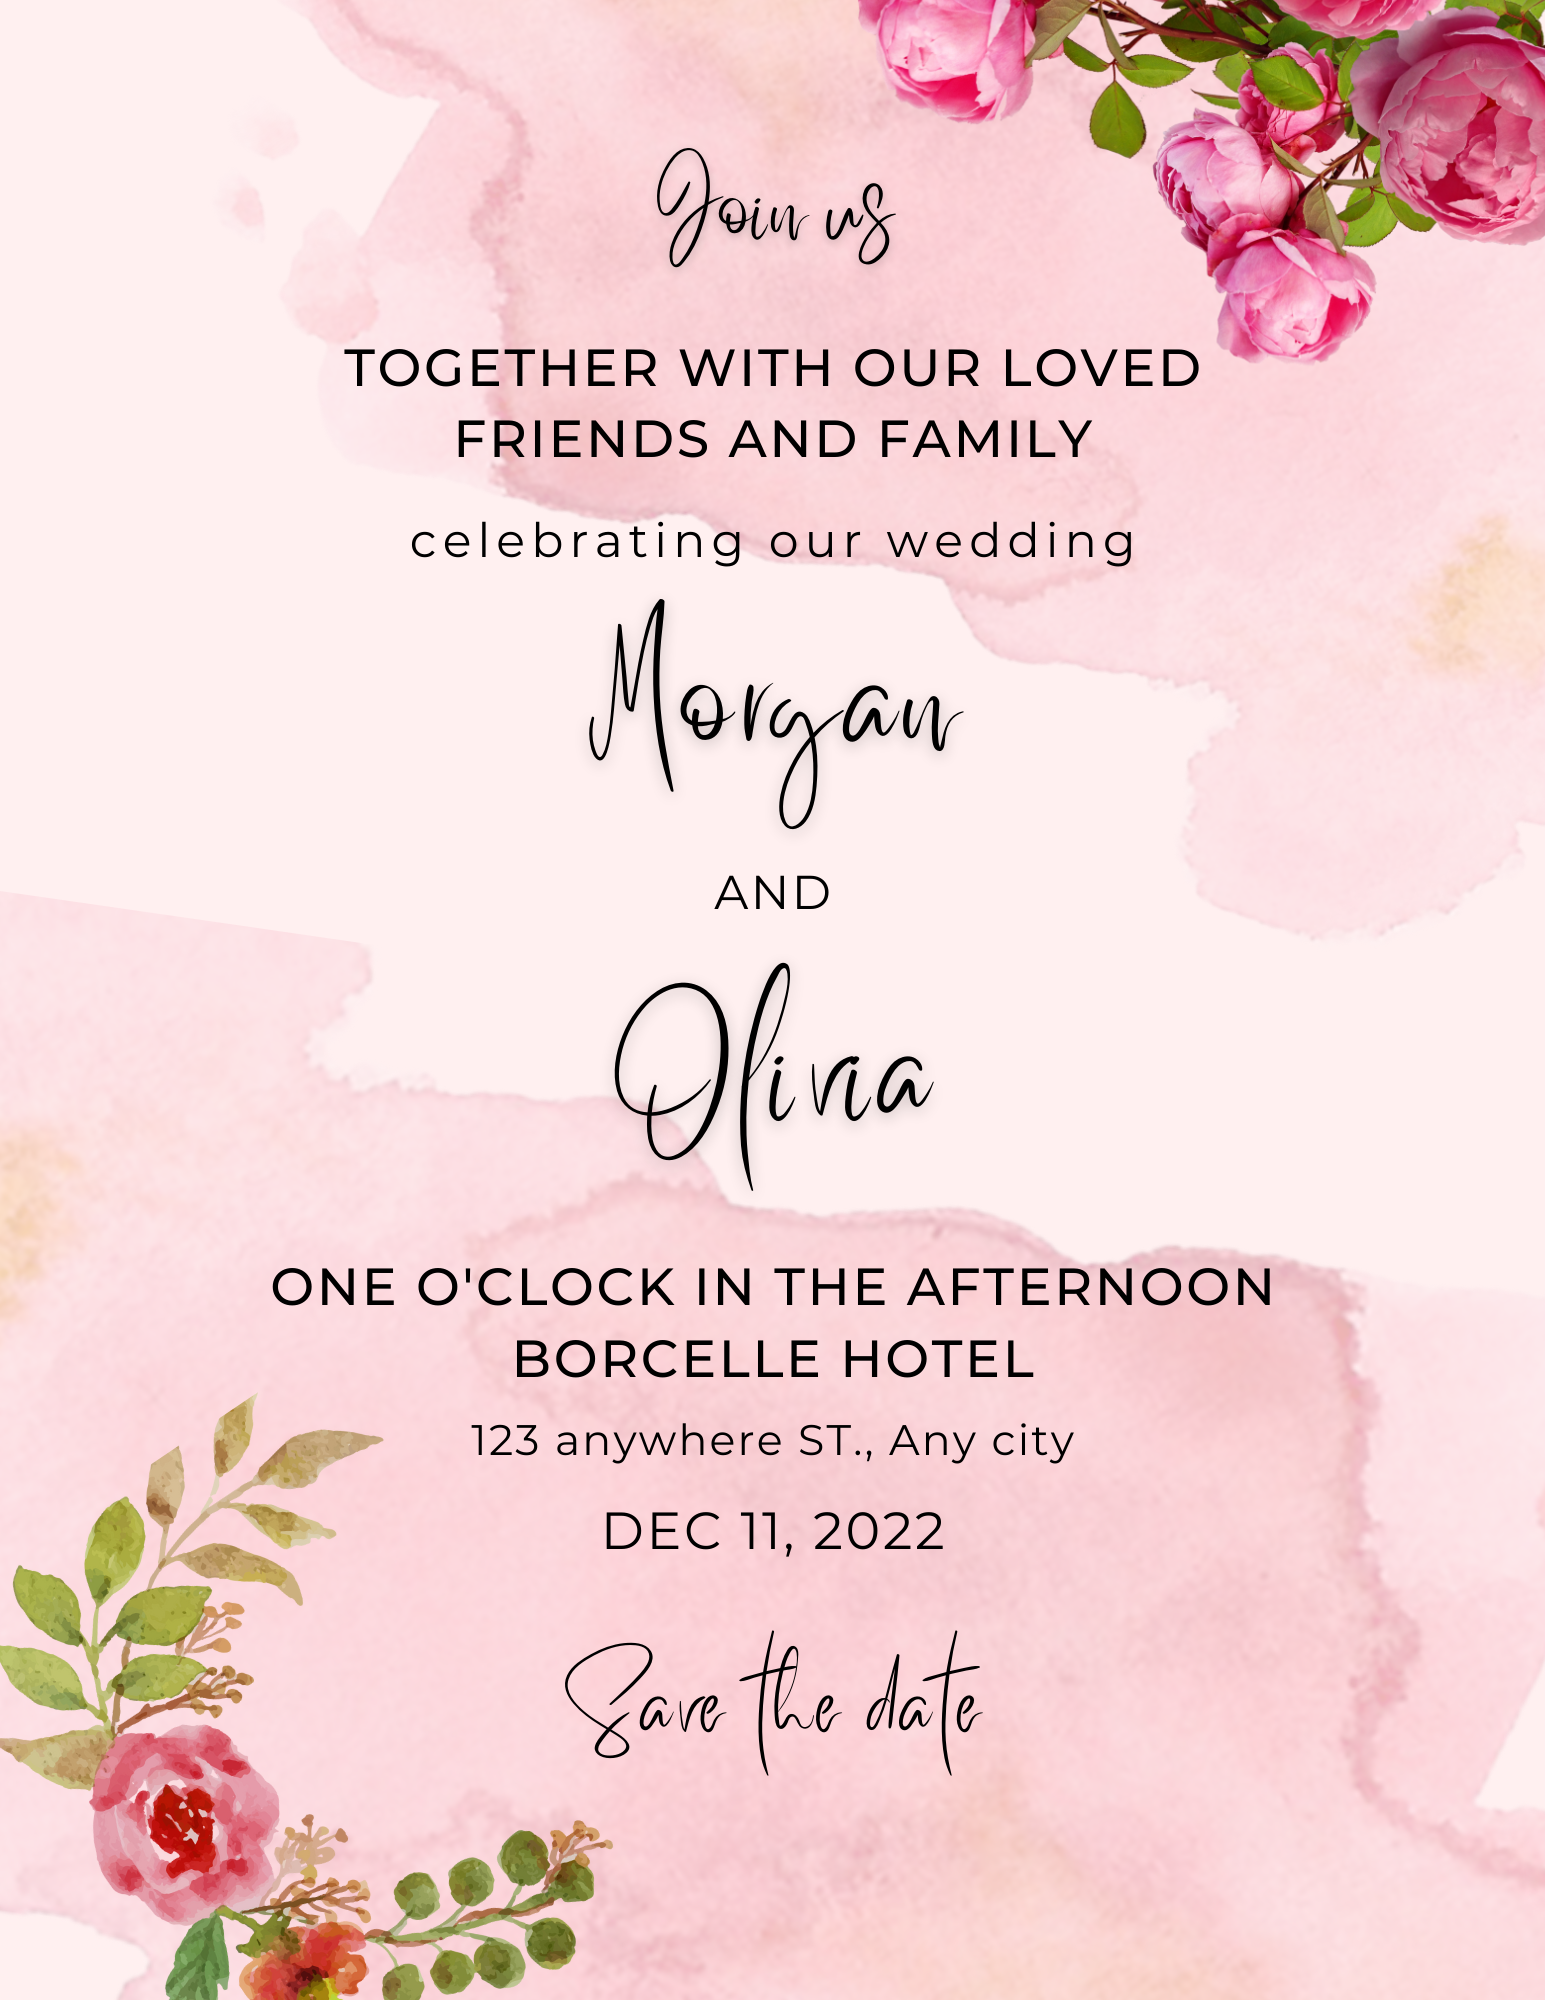 Join us
TOGETHER WITH OUR LOVED
FRIENDS AND FAMILY
celebrating our wedding
Morgan
AND
Olivia
ONE O'CLOCK IN THE AFTERNOON
BORCELLE HOTEL
123 anywhere ST., Any city
DEC 11, 2022
Save the date